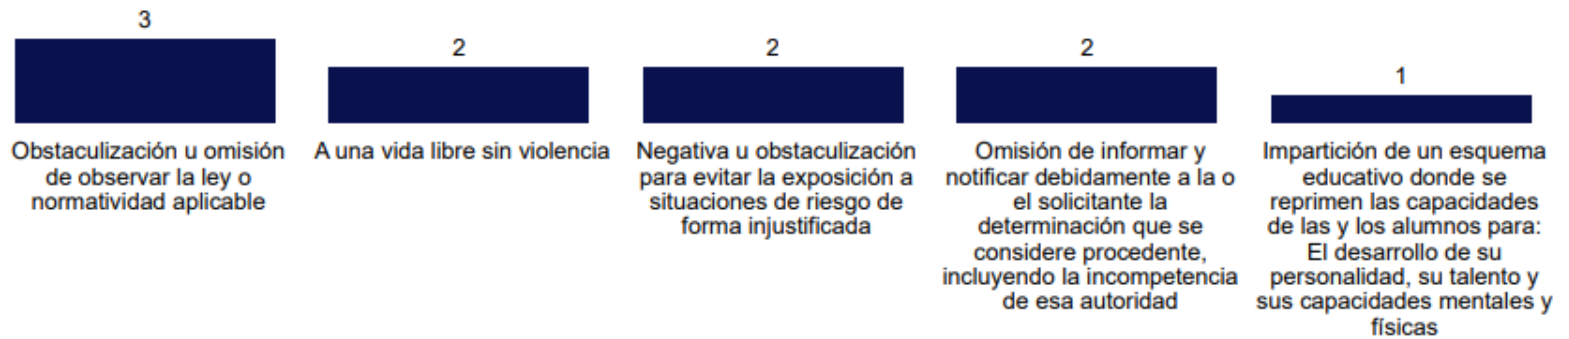 3
Obstaculización u omisión
de observar la ley o
normatividad aplicable
2
A una vida libre sin violencia
2
Negativa u obstaculización
para evitar la exposición a
situaciones de riesgo de
forma injustificada
2
Omisión de informar y
notificar debidamente a la o
el solicitante la
determinación que se
considere procedente,
incluyendo la incompetencia
de esa autoridad
1
Impartición de un esquema
educativo donde se
reprimen las capacidades
de las y los alumnos para:
El desarrollo de su
personalidad, su talento y
sus capacidades mentales y
físicas